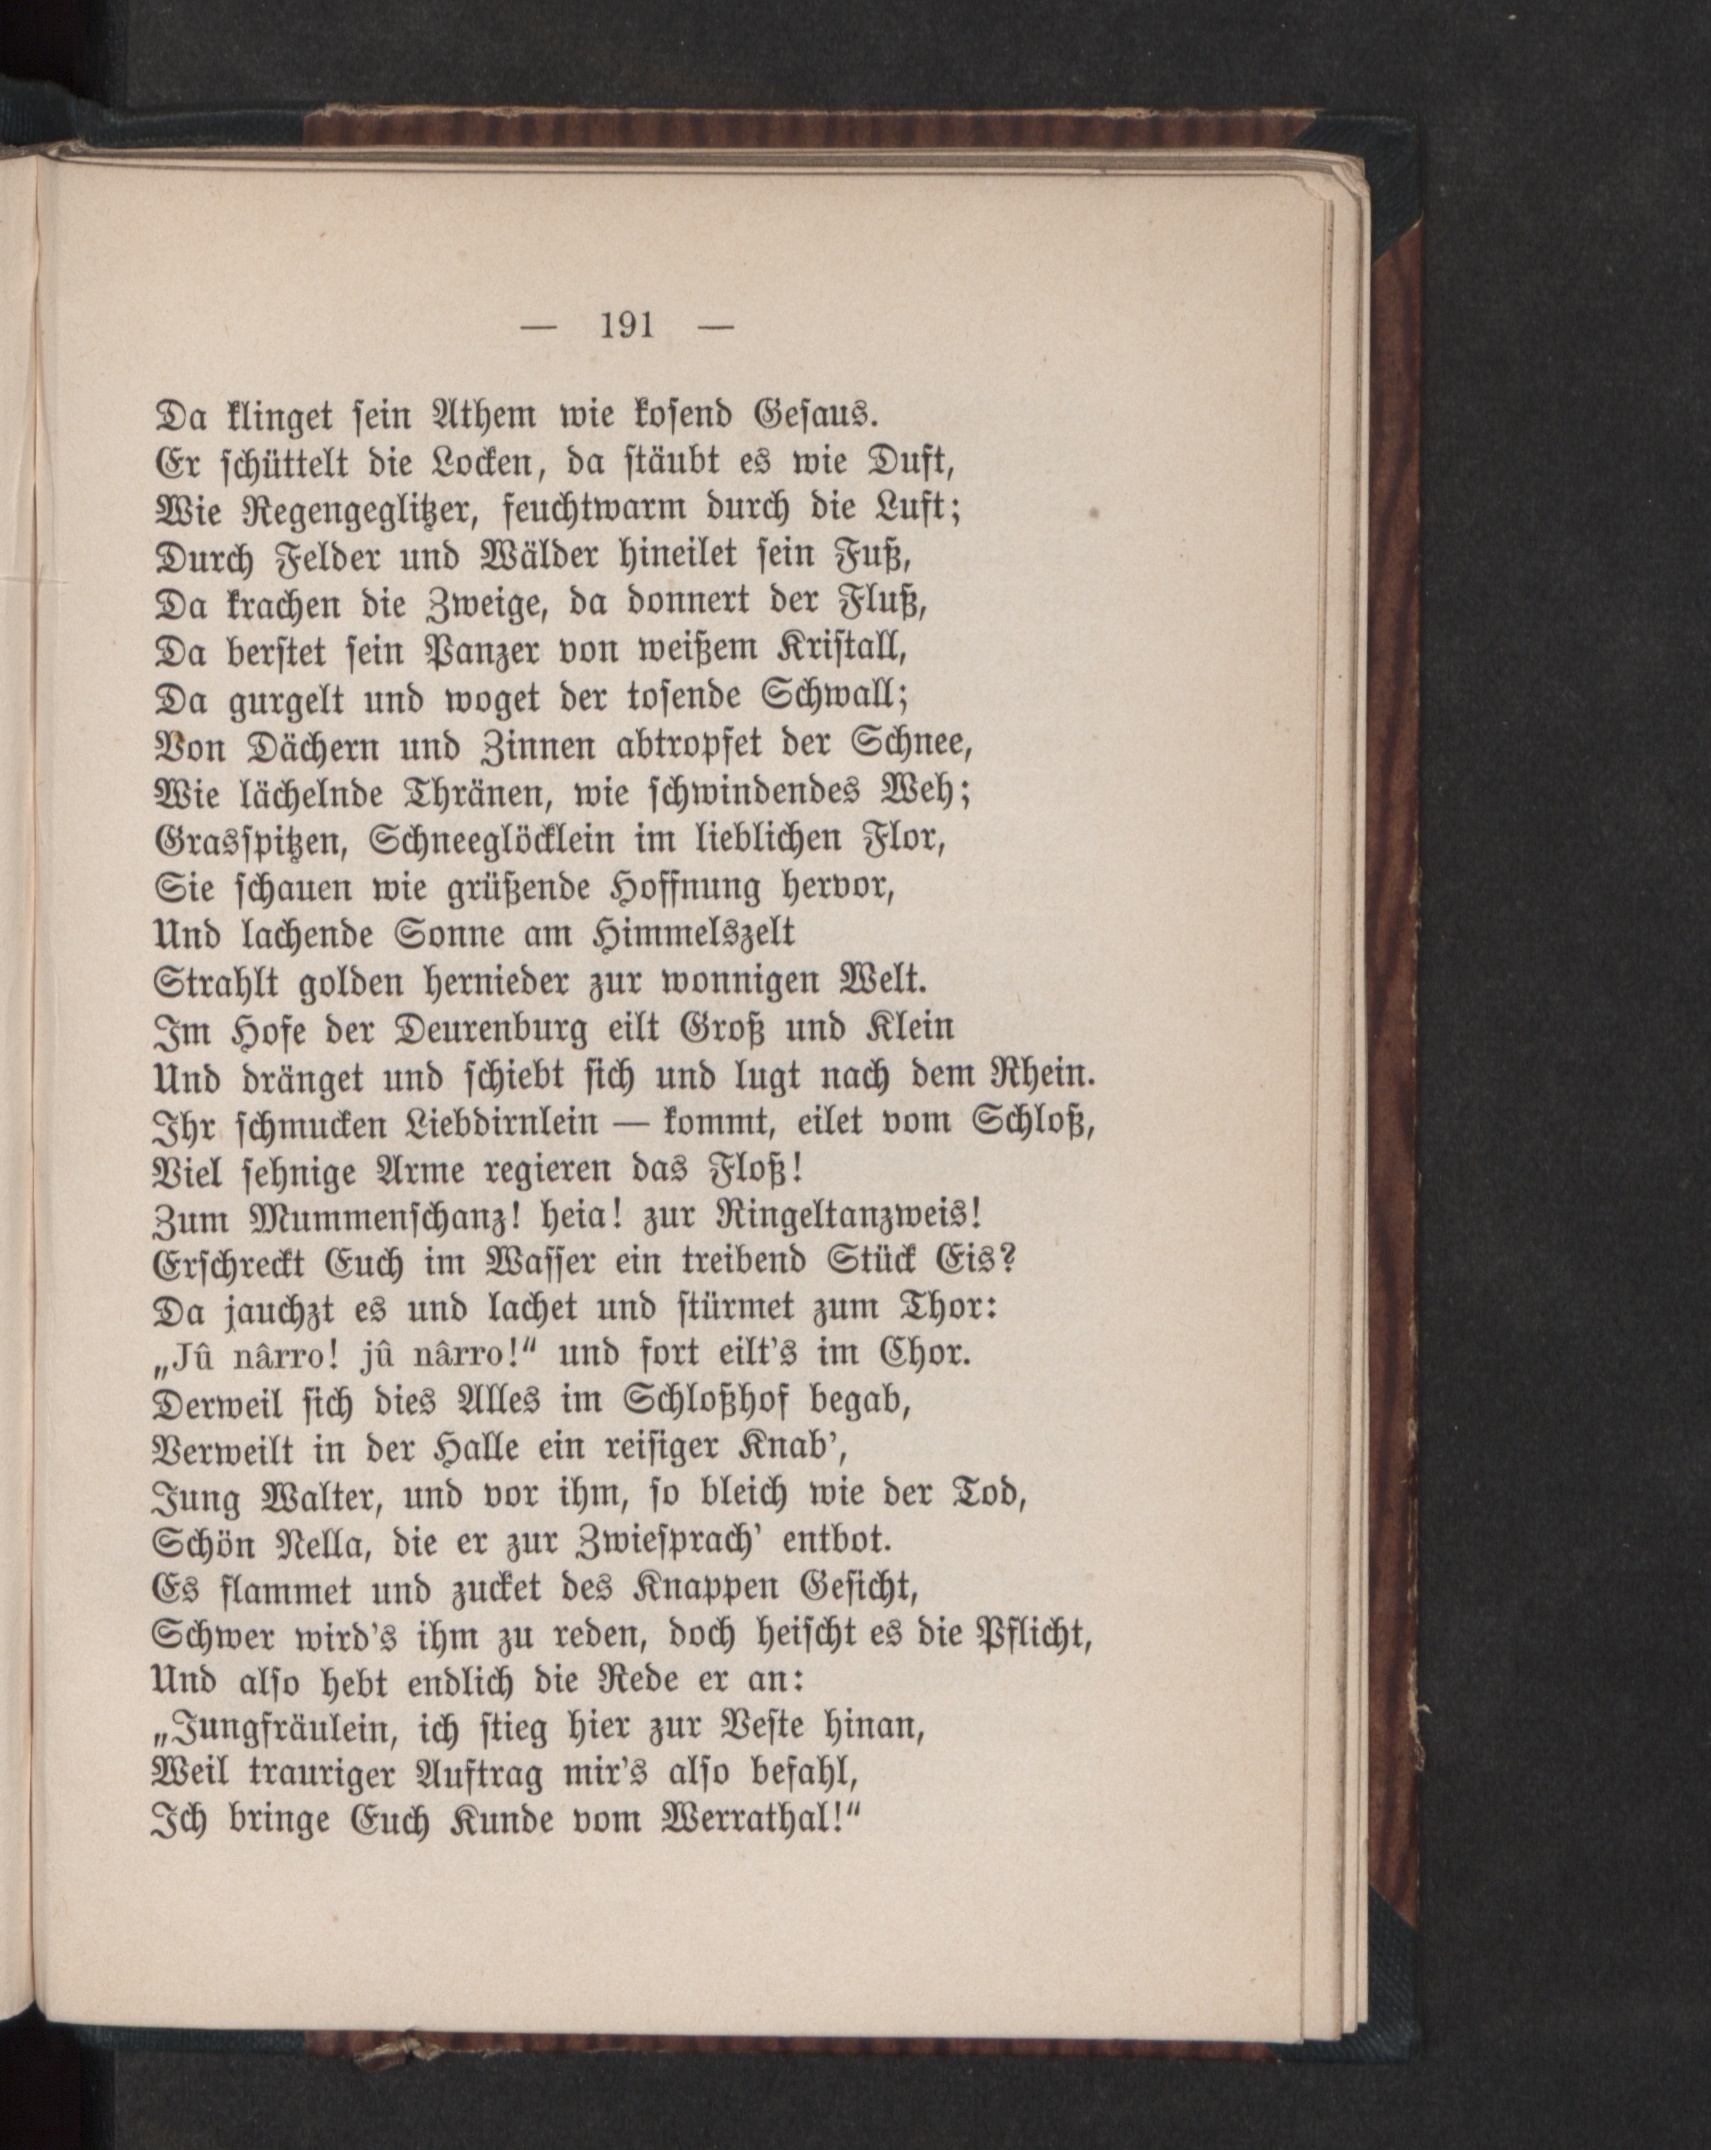 — 191 —
Da klinget sein Athem wie kosend Gesaus.
Er schüttelt die Locken, da stäubt es wie Duft,
Wie Regengeglitzer, feuchtwarm durch die Luft;
Durch Felder und Wälder hineilet sein Fuß,
Da krachen die Zweige, da donnert der Fluß,
Da berstet sein Panzer von weißem Kristall,
Da gurgelt und woget der tosende Schwall;
Von Dächern und Zinnen abtropfet der Schnee,
Wie lächelnde Thränen, wie schwindendes Weh;
Grasspitzen, Schneeglöcklein im lieblichen Flor,
Sie schauen wie grüßende Hoffnung hervor,
Und lachende Sonne am Himmelszelt
Strahlt golden hernieder zur wonnigen Welt.
Im Hofe der Deurenburg eilt Groß und Klein
Und dränget und schiebt sich und lugt nach dem Rhein.
Ihr schmucken Liebdirnlein — kommt, eilet vom Schloß,
Viel sehnige Arme regieren das Floß!
Zum Mummenschanz! heia! zur Ringeltanzweis!
Erschreckt Euch im Wasser ein treibend Stück Eis?
Da jauchzt es und lachet und stürmet zum Thor:
„Jû nârro! jû nârro!“ und fort eilt's im Chor.
Derweil sich dies Alles im Schloßhof begab,
Verweilt in der Halle ein reisiger Knab',
Jung Walter, und vor ihm, so bleich wie der Tod,
Schön Nella, die er zur Zwiesprach' entbot.
Es flammet und zucket des Knappen Gesicht,
Schwer wird's ihm zu reden, doch heischt es die Pflicht,
Und also hebt endlich die Rede er an:
„Jungfräulein, ich stieg hier zur Veste hinan,
Weil trauriger Auftrag mir's also befahl,
Ich bringe Euch Kunde vom Werrathal!“